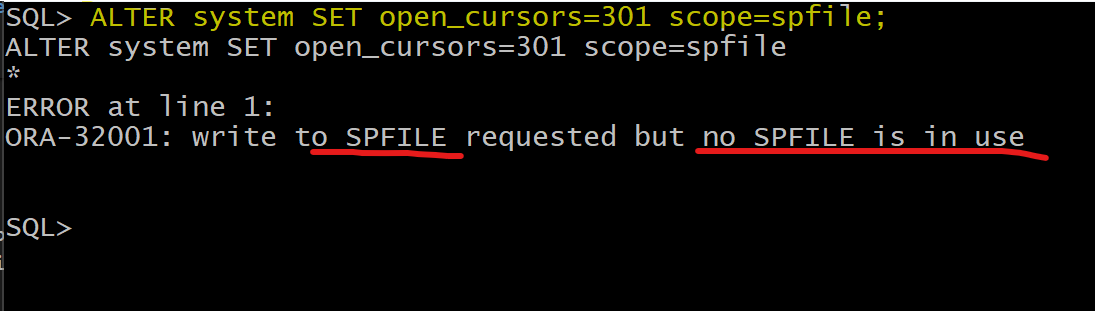 SQL> ALTER system SET open_cursors=301 scope=spfile;
ALTER system SET open_cursors=301 scope=spfile
*
ERROR at line 1:
ORA-32001: write to SPFILE requested but no SPFILE is in use
SQL>